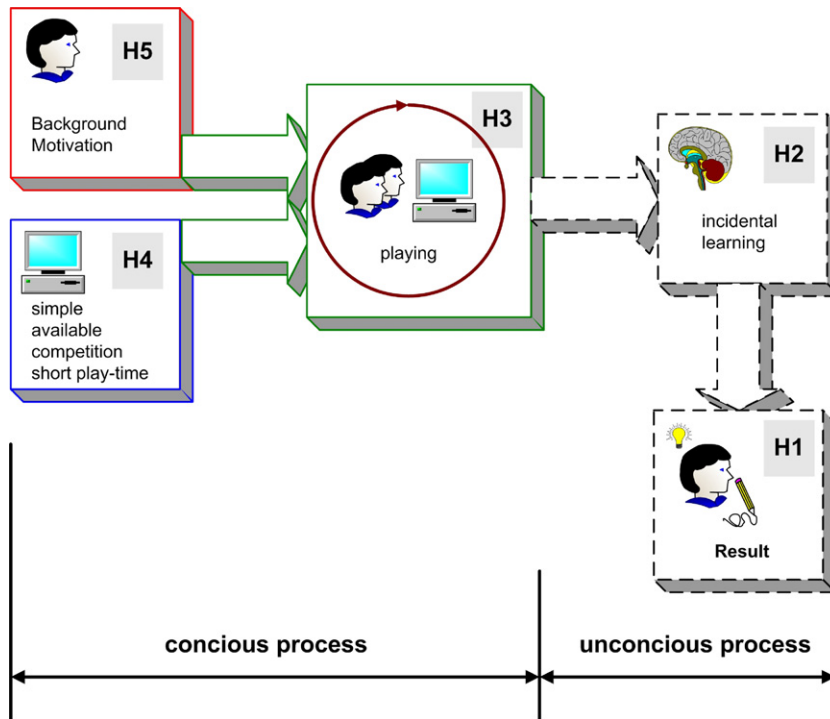 H5
Background
Motivation
H4
simple
available
competition
short play-time
H3
playing
H2
incidental
learning
H1
Result
concious process
unconcious process